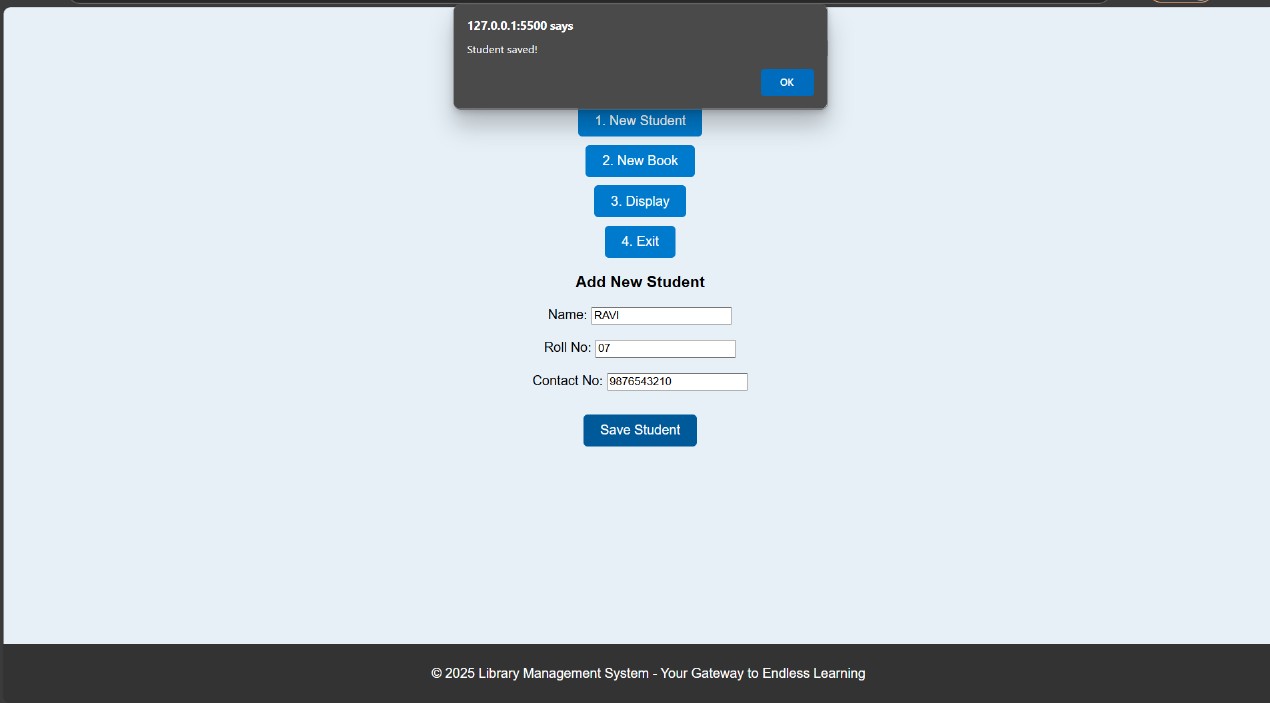 127.0.0.1:5500 says
Student saved!
OK
1. New Student
2. New Book
3. Display
4. Exit
Add New Student
Name: RAVI
Roll No: 07
Contact No: 9876543210
Save Student
© 2025 Library Management System - Your Gateway to Endless Learning